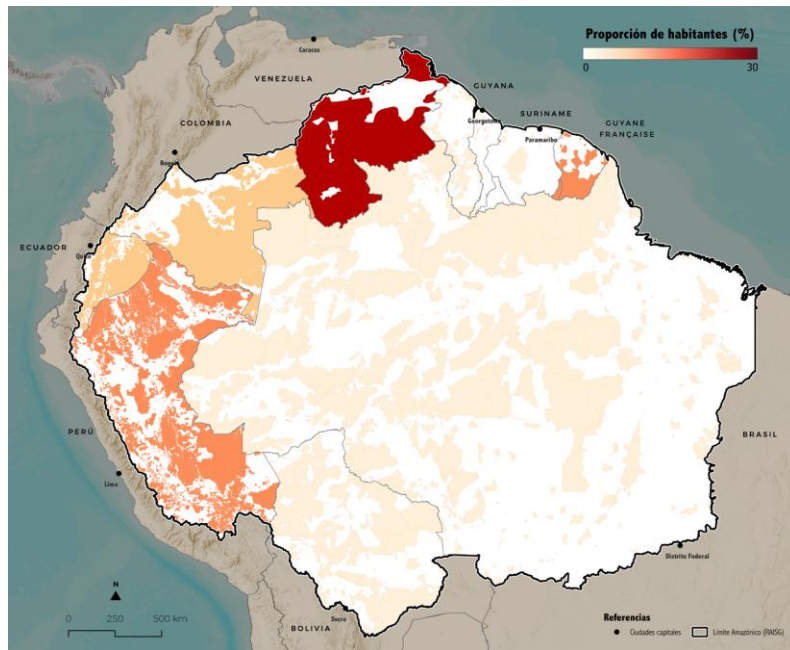 Proporción de habitantes (%)
0
30
Caracas
VENEZUELA
GUYANA
Georgetown
SURINAME
Paramaribo
GUYANE
FRANÇAISE
COLOMBIA
Bogotá
ECUADOR
Quito
PERÚ
Lima
BRASIL
Distrito Federal
N
0
250
500 km
BOLIVIA
Sucre
Referencias
Ciudades capitales
Límite Amazónico (RAISG)